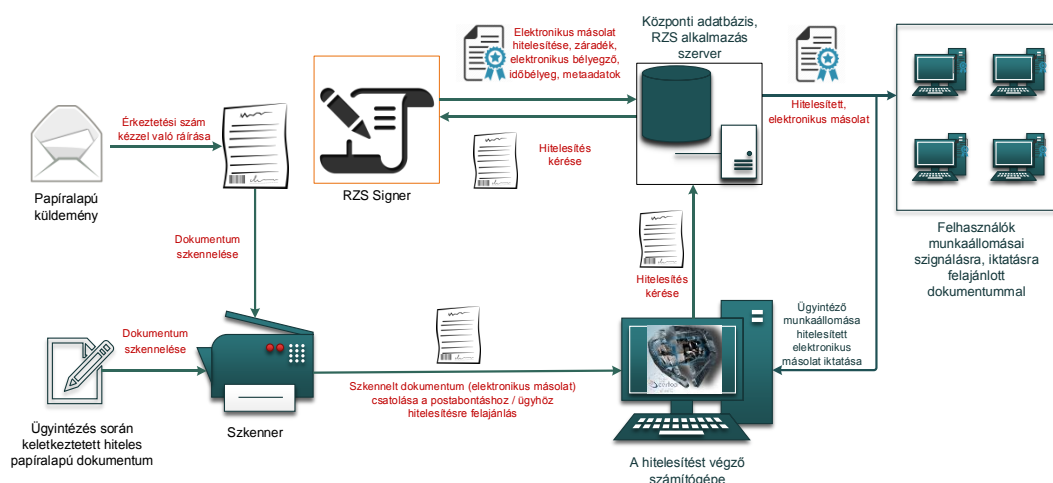 Elektronikus másolat
hitelesítése, záradék,
elektronikus bélyegző,
időbélyeg, metaadatok
Központi adatbázis,
RZS alkalmazás
szerver
Érkeztetési szám
kézzel való ráírása
Hitelesített,
elektronikus másolat
Hitelesítés
kérése
Papíralapú
küldemény
RZS Signer
Dokumentum
szkennelése
Hitelesítés
kérése
Felhasználók
munkaállomásai
szignálásra, iktatásra
felajánlott
dokumentummal
Dokumentum
szkennelése
Ügyintéző
munkaállomása
hitelesített
elektronikus
másolat iktatása
Szkennelt dokumentum (elektronikus másolat)
csatolása a postabontáshoz / ügyhöz
hitelesítésre felajánlás
Ügyintézés során
keletkeztetett hiteles
papíralapú dokumentum
Szkenner
A hitelesítést végző
számítógépe